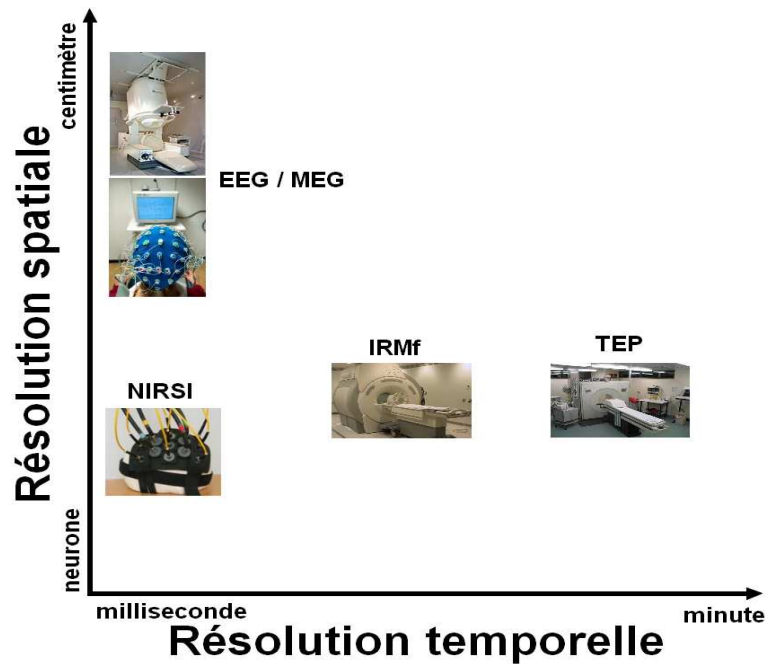 centimètre
Résolution spatiale
neurone
EEG / MEG
IRMf
TEP
NIRSI
milliseconde
minute
Résolution temporelle